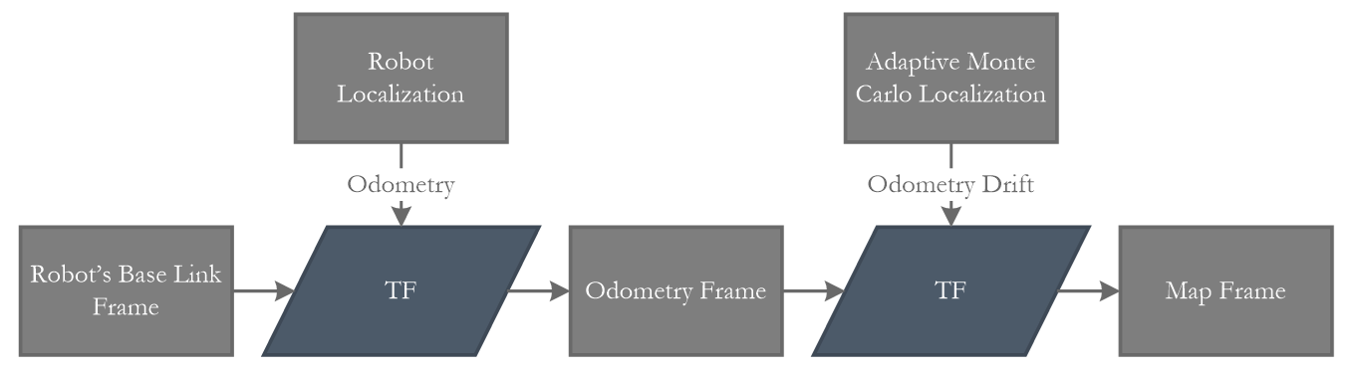 Robot
Localization
Adaptive Monte
Carlo Localization
Odometry
Odometry Drift
Robot’s Base Link
Frame
TF
Odometry Frame
TF
Map Frame